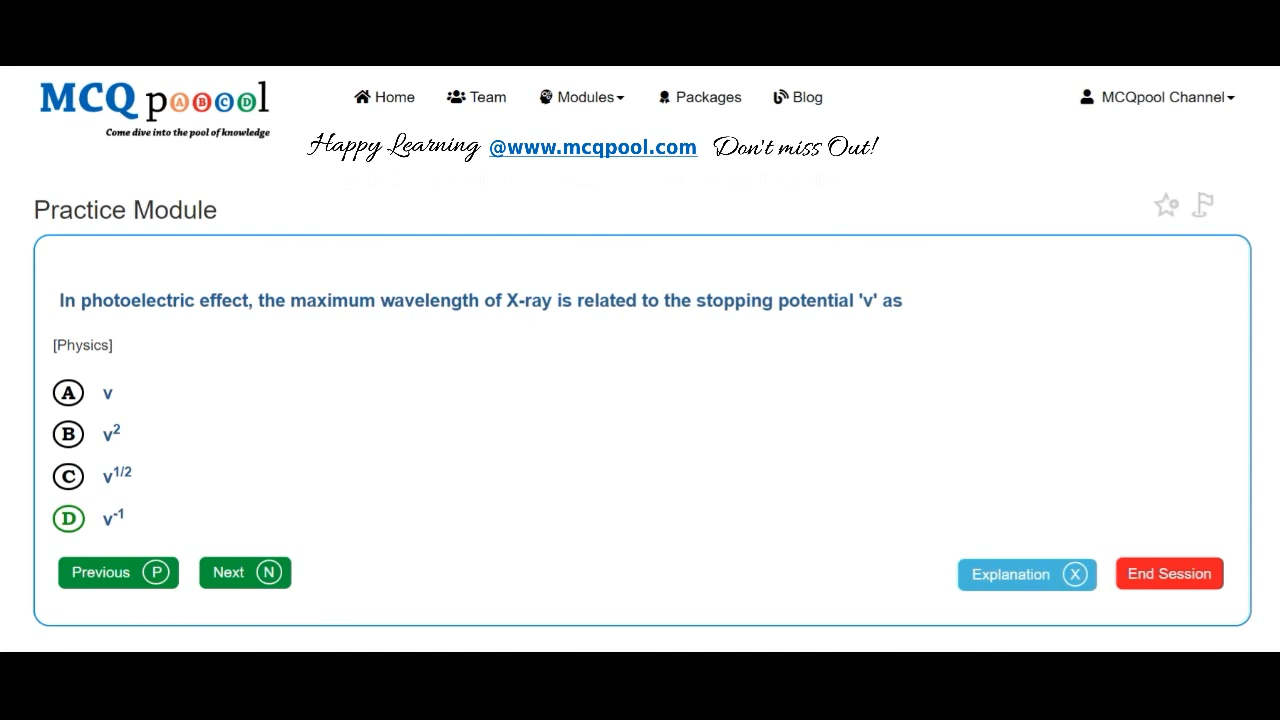 MCQ pooool
Come dive into the pool of knowledge
Home Team Modules Packages Blog MCQpool Channel
Happy Learning @www.mcqpool.com Don't miss Out!
Practice Module
In photoelectric effect, the maximum wavelength of X-ray is related to the stopping potential 'v' as
[Physics]
A v
B v²
C v¹/²
D v⁻¹
Previous P Next N Explanation X End Session